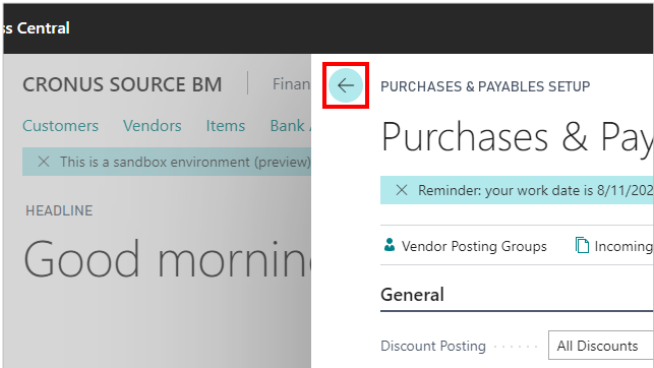 ss Central
CRONUS SOURCE BM
Finan
Customers Vendors Items Bank
This is a sandbox environment (preview)
HEADLINE
Good mornin
PURCHASES & PAYABLES SETUP
Purchases & Pay
Reminder: your work date is 8/11/202
Vendor Posting Groups Incoming
General
Discount Posting All Discounts